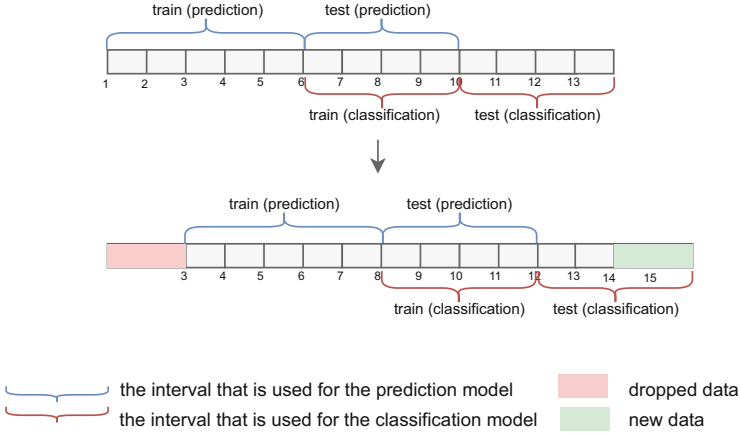 train (prediction) test (prediction)
1 2 3 4 5 6 7 8 9 10 11 12 13
train (classification) test (classification)
train (prediction) test (prediction)
3 4 5 6 7 8 9 10 11 12 13 14 15
train (classification) test (classification)
the interval that is used for the prediction model dropped data
the interval that is used for the classification model new data